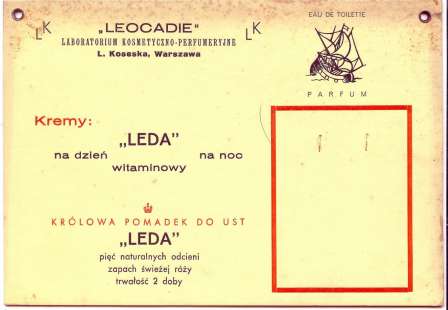 LK
„LEOCADIE"
LK
LABORATORIUM KOSMETYCZNO-PERFUMERYJNE
L. Koseska, Warszawa
EAU DE TOILETTE
PARFUM
Kremy:
„LEDA"
na dzień
na noc
witaminowy
KRÓLOWA POMADEK DO UST
„LEDA"
pięć naturalnych odcieni
zapach świeżej róży
trwałość 2 doby